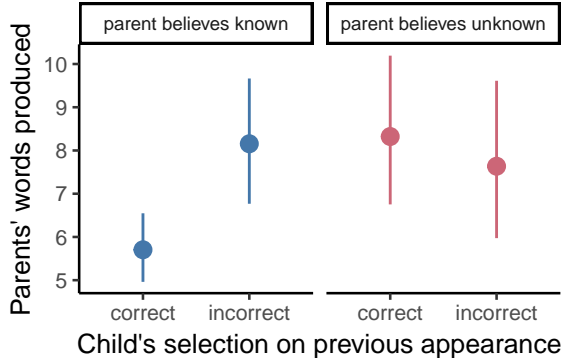 parent believes known
parent believes unknown
Parents' words produced
10
9
8
7
6
5
correct
incorrect
correct
incorrect
Child's selection on previous appearance